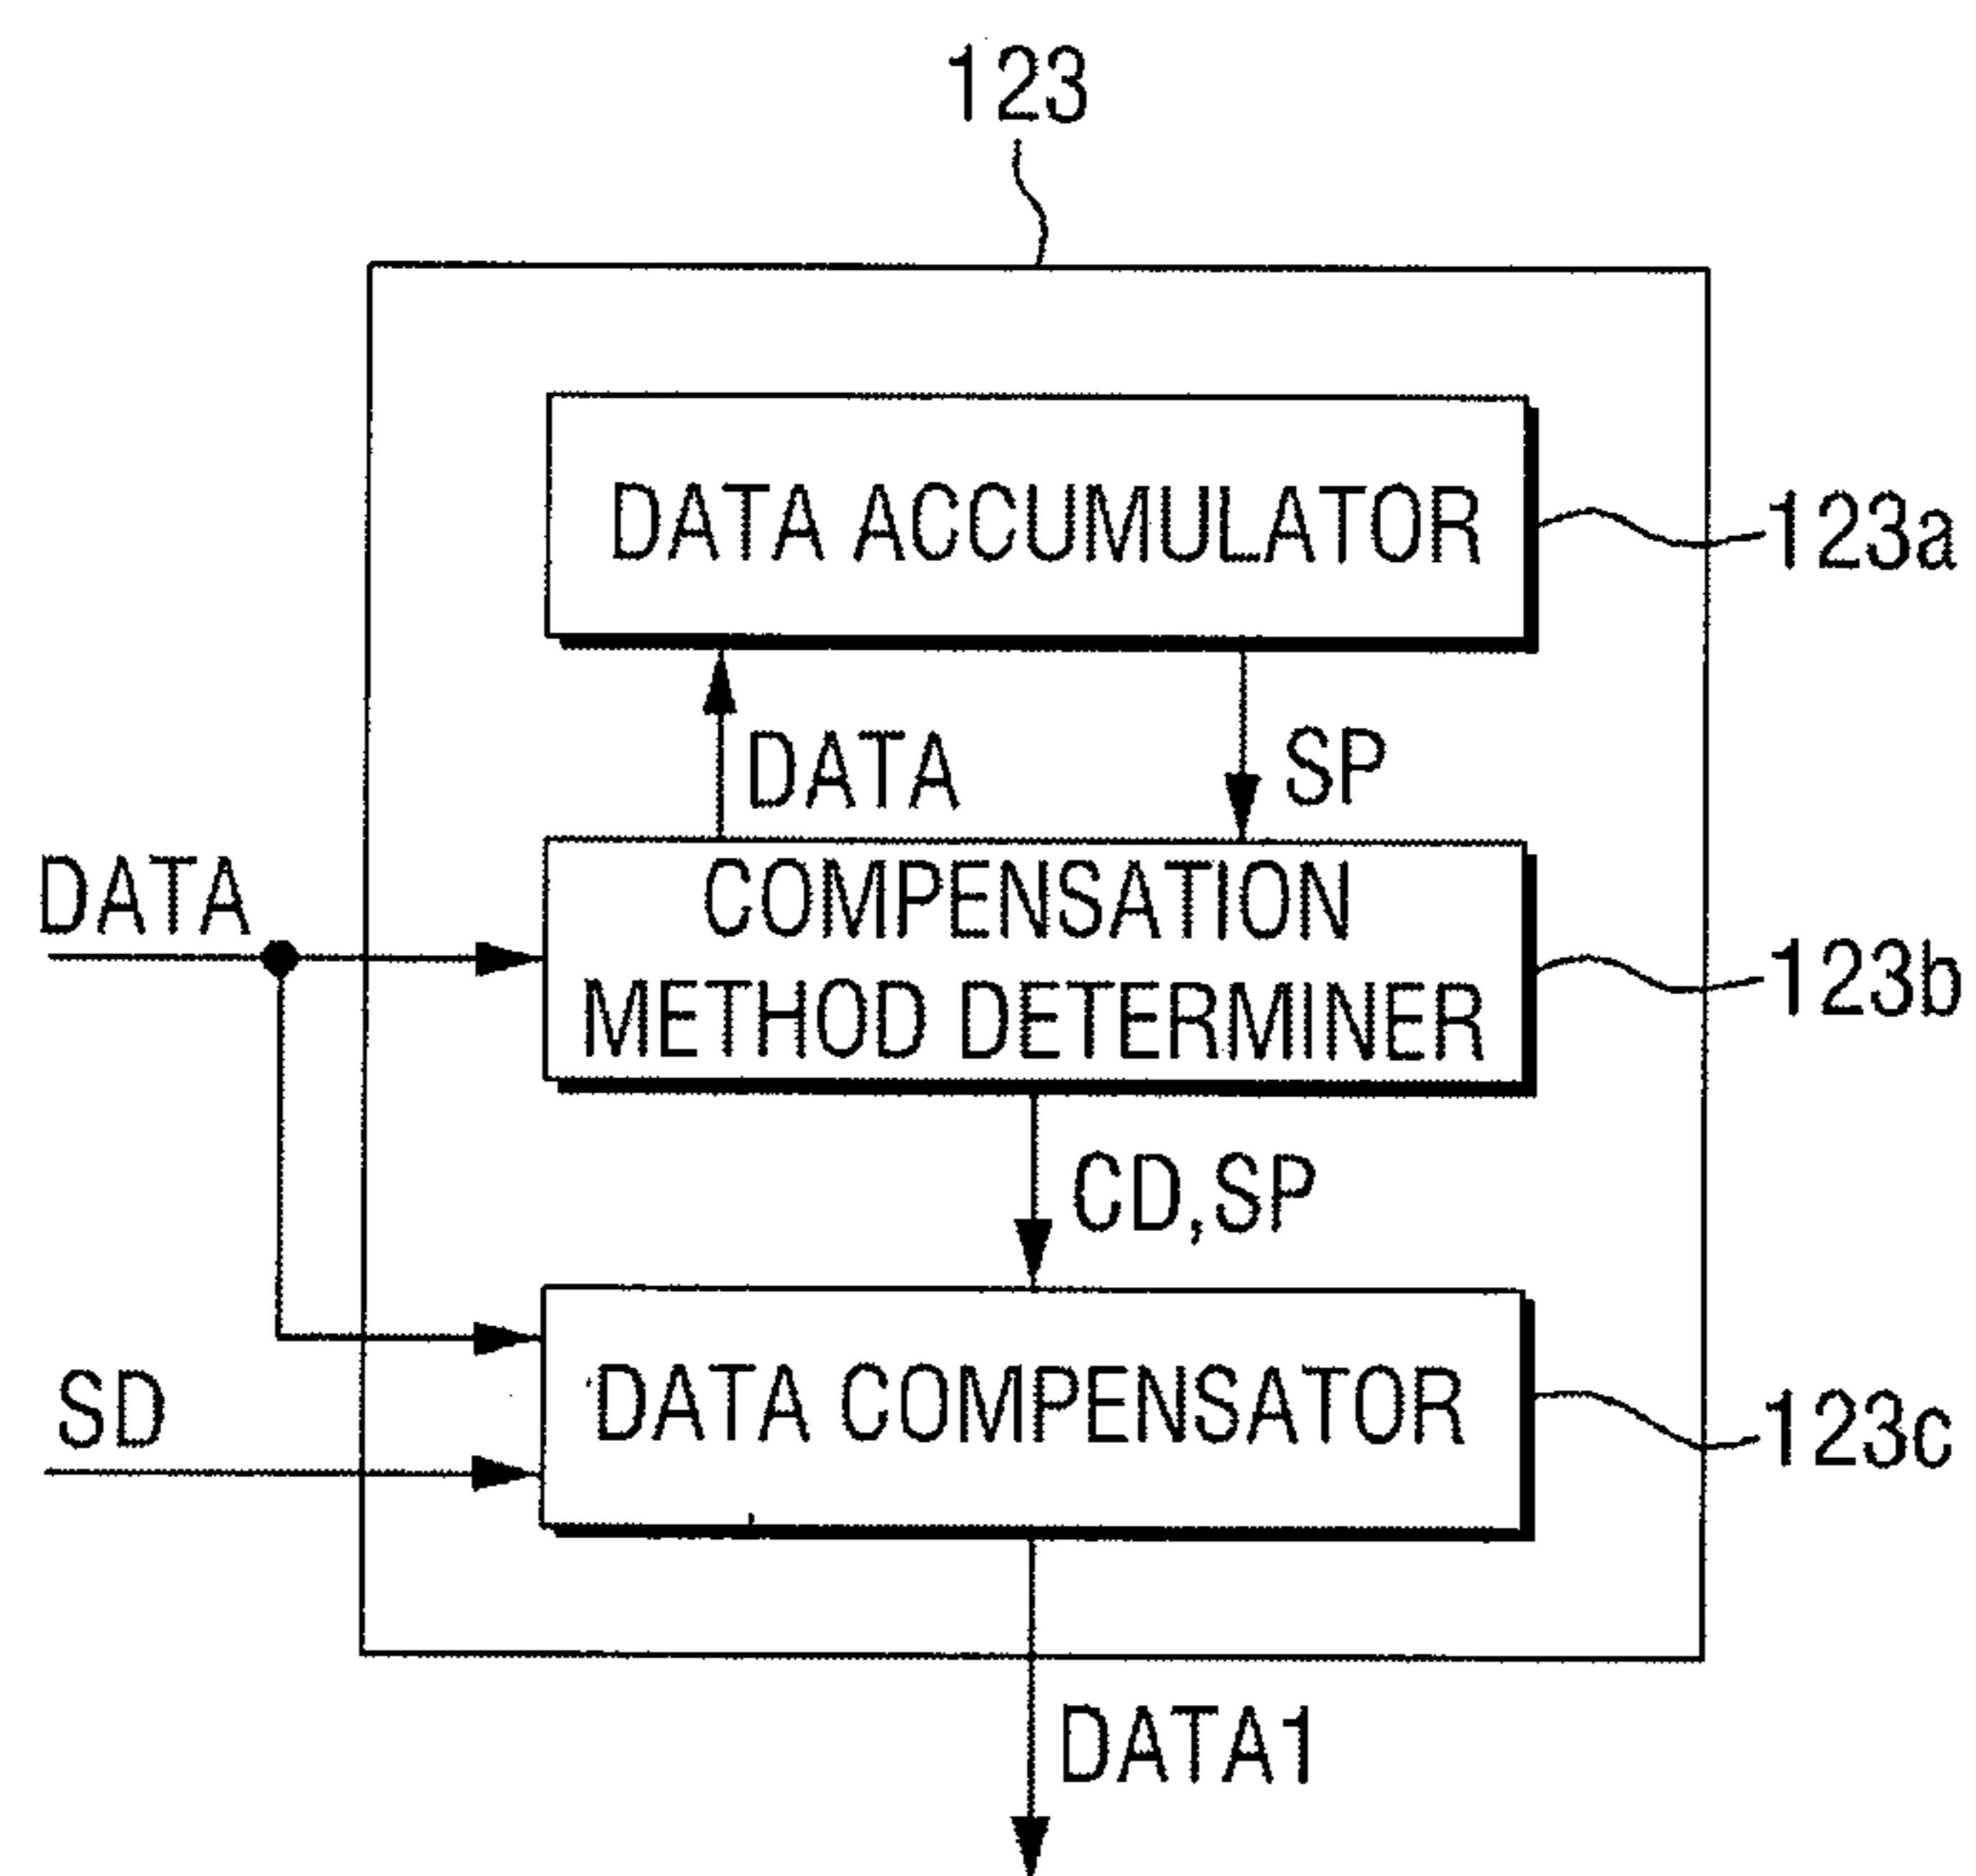 123
DATA ACCUMULATOR
123a
DATA
SP
DATA
COMPENSATION
METHOD DETERMINER
123b
CD,SP
SD
DATA COMPENSATOR
123c
DATA1